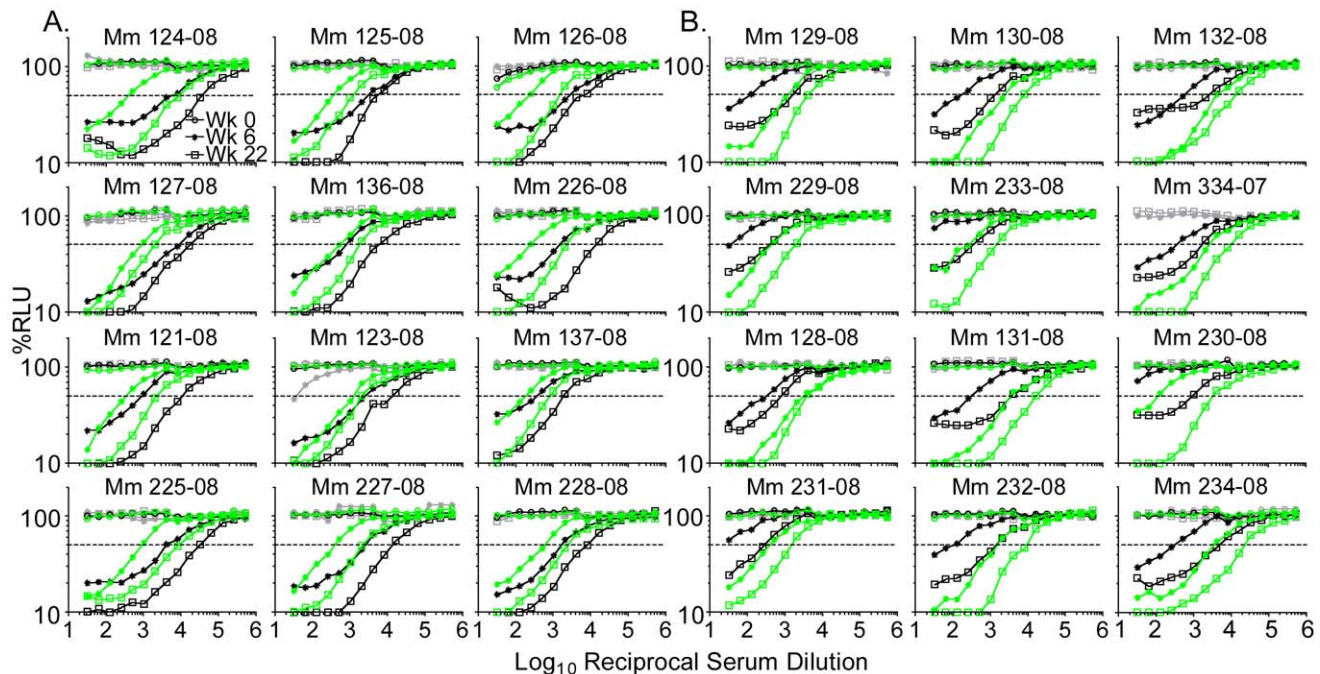 A. B.
Mm 124-08 Mm 125-08 Mm 126-08 Mm 129-08 Mm 130-08 Mm 132-08
100
Wk 0
Wk 6
Wk 22
10
Mm 127-08 Mm 136-08 Mm 226-08 Mm 229-08 Mm 233-08 Mm 334-07
100
10
%RLU
Mm 121-08 Mm 123-08 Mm 137-08 Mm 128-08 Mm 131-08 Mm 230-08
100
10
Mm 225-08 Mm 227-08 Mm 228-08 Mm 231-08 Mm 232-08 Mm 234-08
100
10
1 2 3 4 5 6 2 3 4 5 6 2 3 4 5 6 1 2 3 4 5 6 2 3 4 5 6 2 3 4 5 6
Log10 Reciprocal Serum Dilution